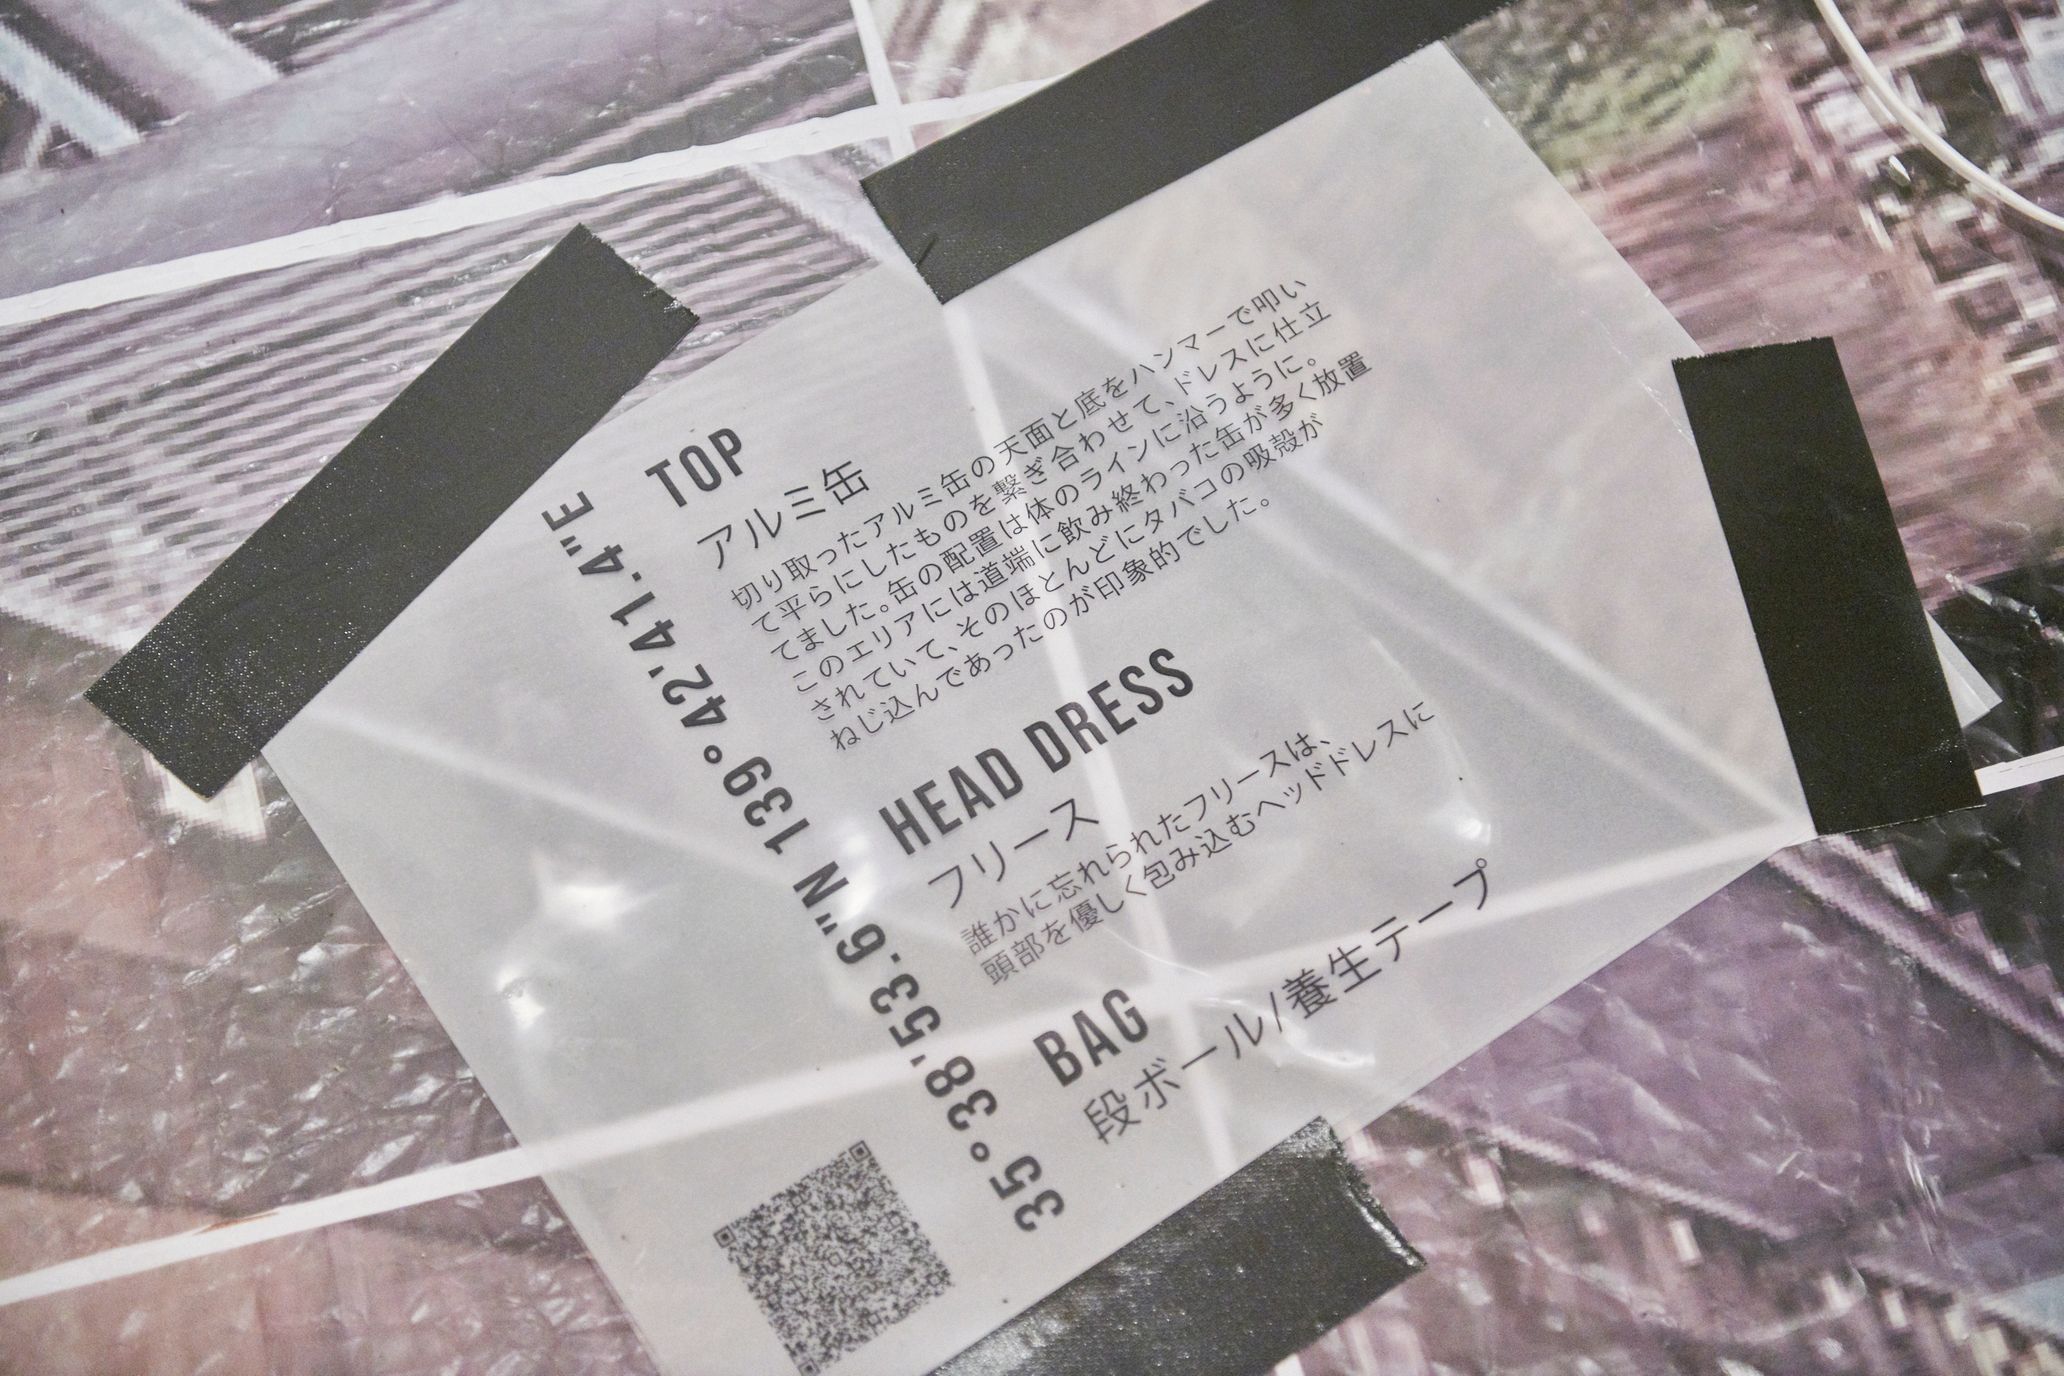 35°38'53.6"N 139°42'41.4"E
TOP
アルミ缶
切り取ったアルミ缶の天面と底をハンマーで叩い
て平らにしたものを繋ぎ合わせて、ドレスに仕立
てました。缶の配置は体のラインに沿うように。
このエリアには道端に飲み終わった缶が多く放置
されていて、そのほとんどにタバコの吸殻が
ねじ込んであったのが印象的でした。
HEAD DRESS
フリース
誰かに忘れられたフリースは、
頭部を優しく包み込むヘッドドレスに
BAG
段ボール/養生テープ